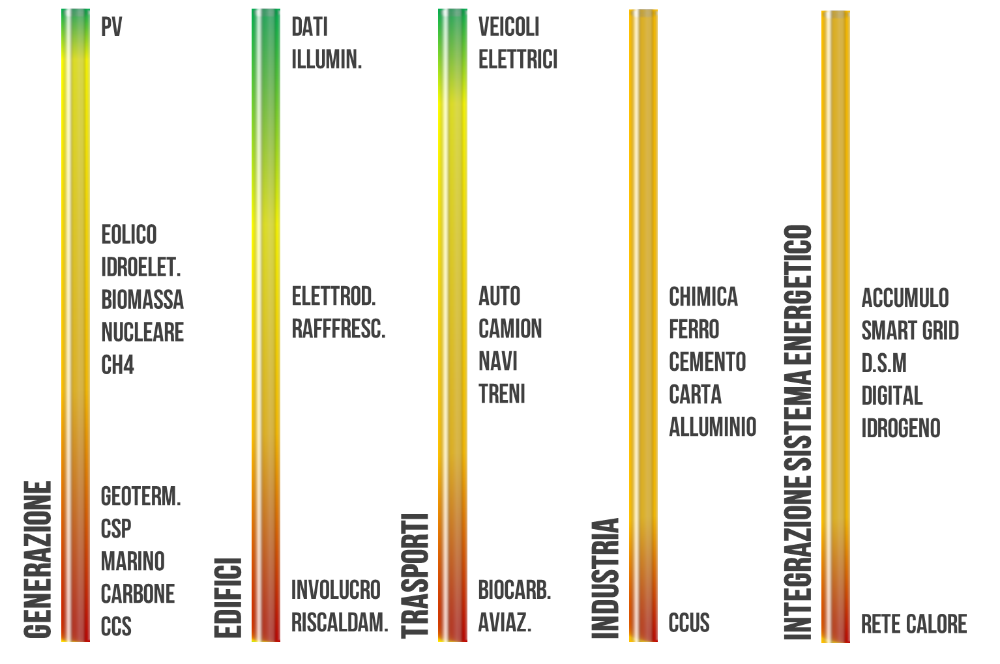 GENERAZIONE
PV
EOLICO
IDROELET.
BIOMASSA
NUCLEARE
CH4
GEOTERM.
CSP
MARINO
CARBONE
CCS
EDIFICI
DATI
ILLUMIN.
ELETTROD.
RAFFFRESC.
INVOLUCRO
RISCALDAM.
TRASPORTI
VEICOLI
ELETTRICI
AUTO
CAMION
NAVI
TRENI
BIOCARB.
AVIAZ.
INDUSTRIA
CHIMICA
FERRO
CEMENTO
CARTA
ALLUMINIO
CCUS
INTEGRAZIONE SISTEMA ENERGETICO
ACCUMULO
SMART GRID
D.S.M
DIGITAL
IDROGENO
RETE CALORE